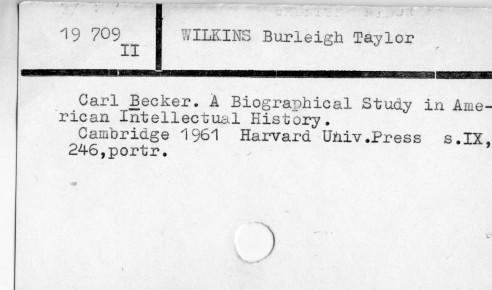 19 709
II
WILKINS Burleigh Taylor
Carl Becker. A Biographical Study in Ame-
rican Intellectual History.
Cambridge 1961 Harvard Univ.Press s.IX,
246,portr.